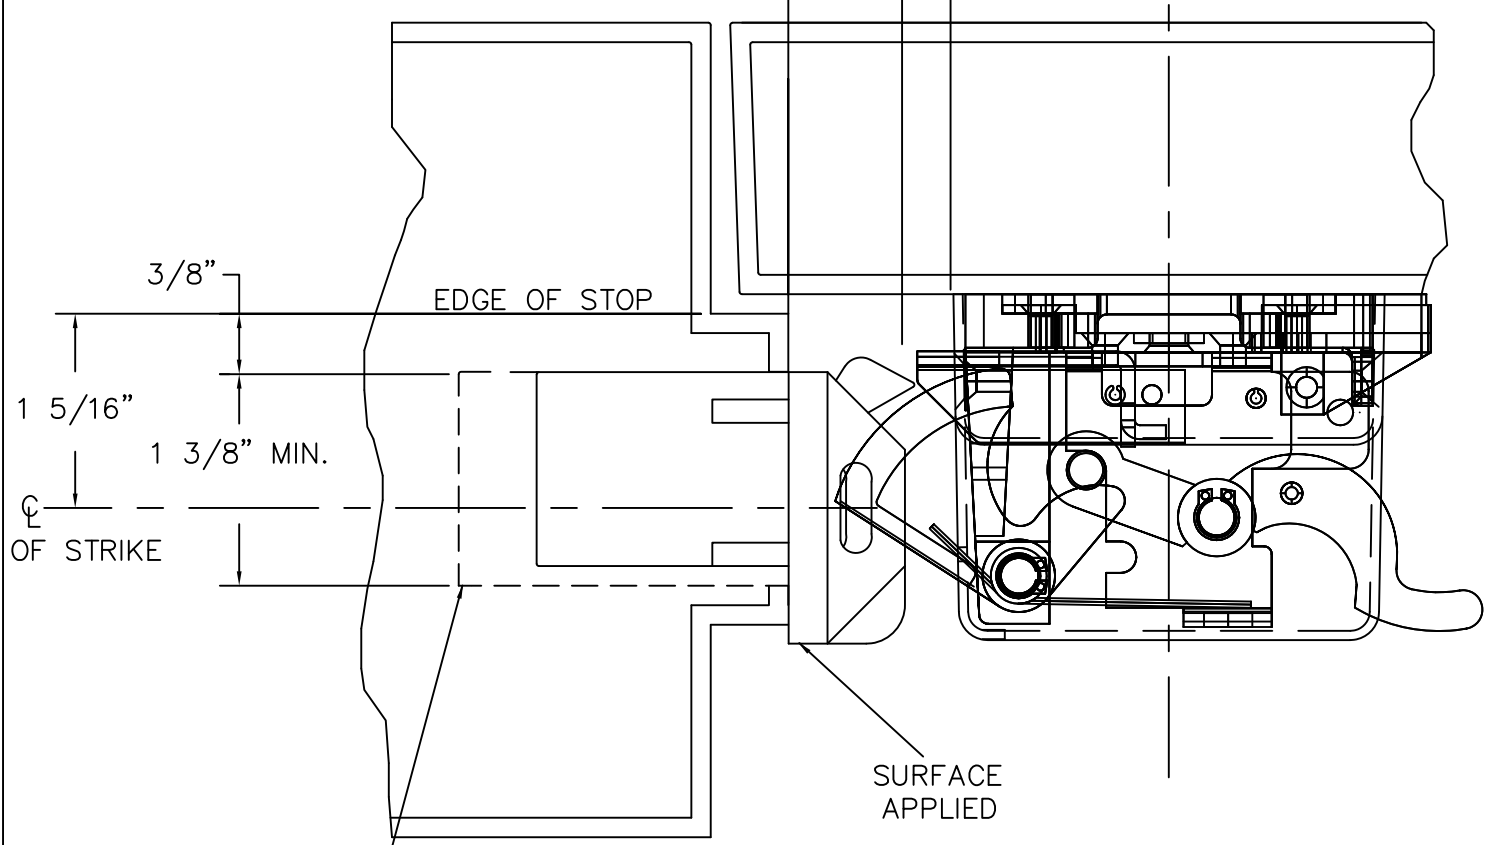 3/8”
EDGE OF STOP
1 5/16”
1 3/8” MIN.
℄
OF STRIKE
SURFACE
APPLIED